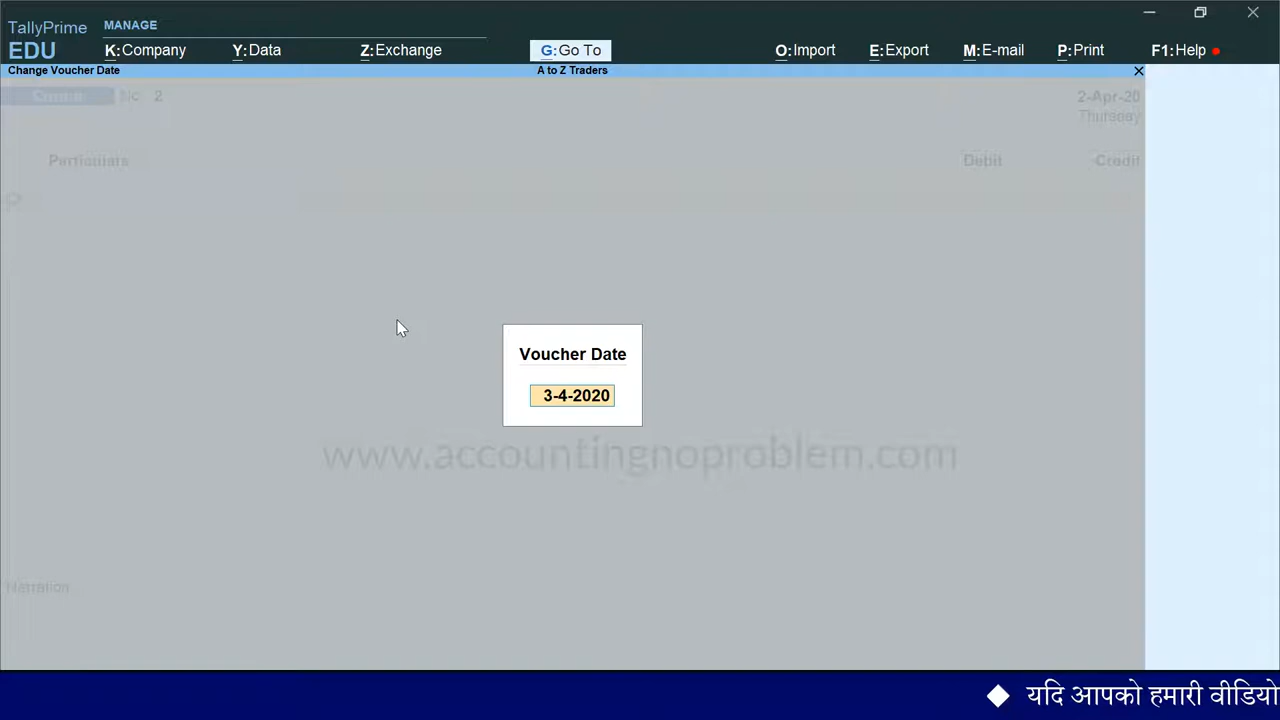 TallyPrime
EDU
MANAGE
K:Company Y:Data Z:Exchange G:Go To O:Import E:Export M:E-mail P:Print F1:Help
Change Voucher Date A to Z Traders
Contra No. 2 2-Apr-20
Thursday
Particulars Debit Credit
Voucher Date
3-4-2020
www.accountingnoproblem.com
Narration
यदि आपको हमारी वीडियो